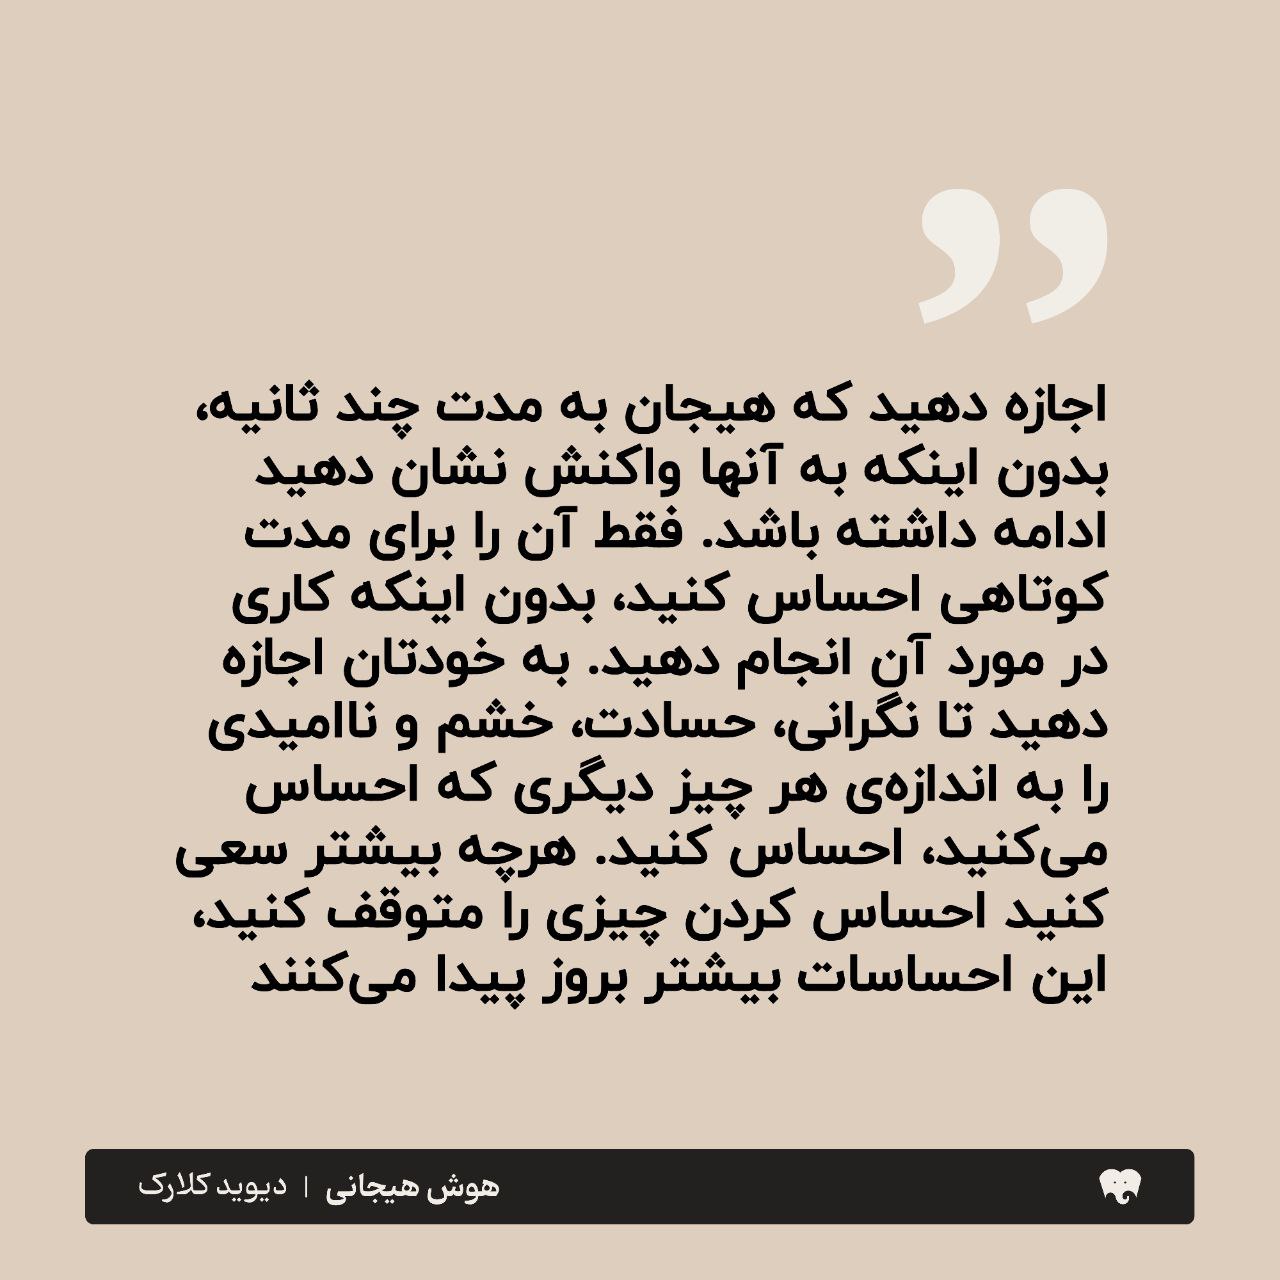 اجازه دهید که هیجان به مدت چند ثانیه،
بدون اینکه به آنها واکنش نشان دهید
ادامه داشته باشد. فقط آن را برای مدت
کوتاهی احساس کنید، بدون اینکه کاری
در مورد آن انجام دهید. به خودتان اجازه
دهید تا نگرانی، حسادت، خشم و ناامیدی
را به اندازه‌ی هر چیز دیگری که احساس
می‌کنید، احساس کنید. هرچه بیشتر سعی
کنید احساس کردن چیزی را متوقف کنید،
این احساسات بیشتر بروز پیدا می‌کنند
هوش هیجانی | دیوید کلارک